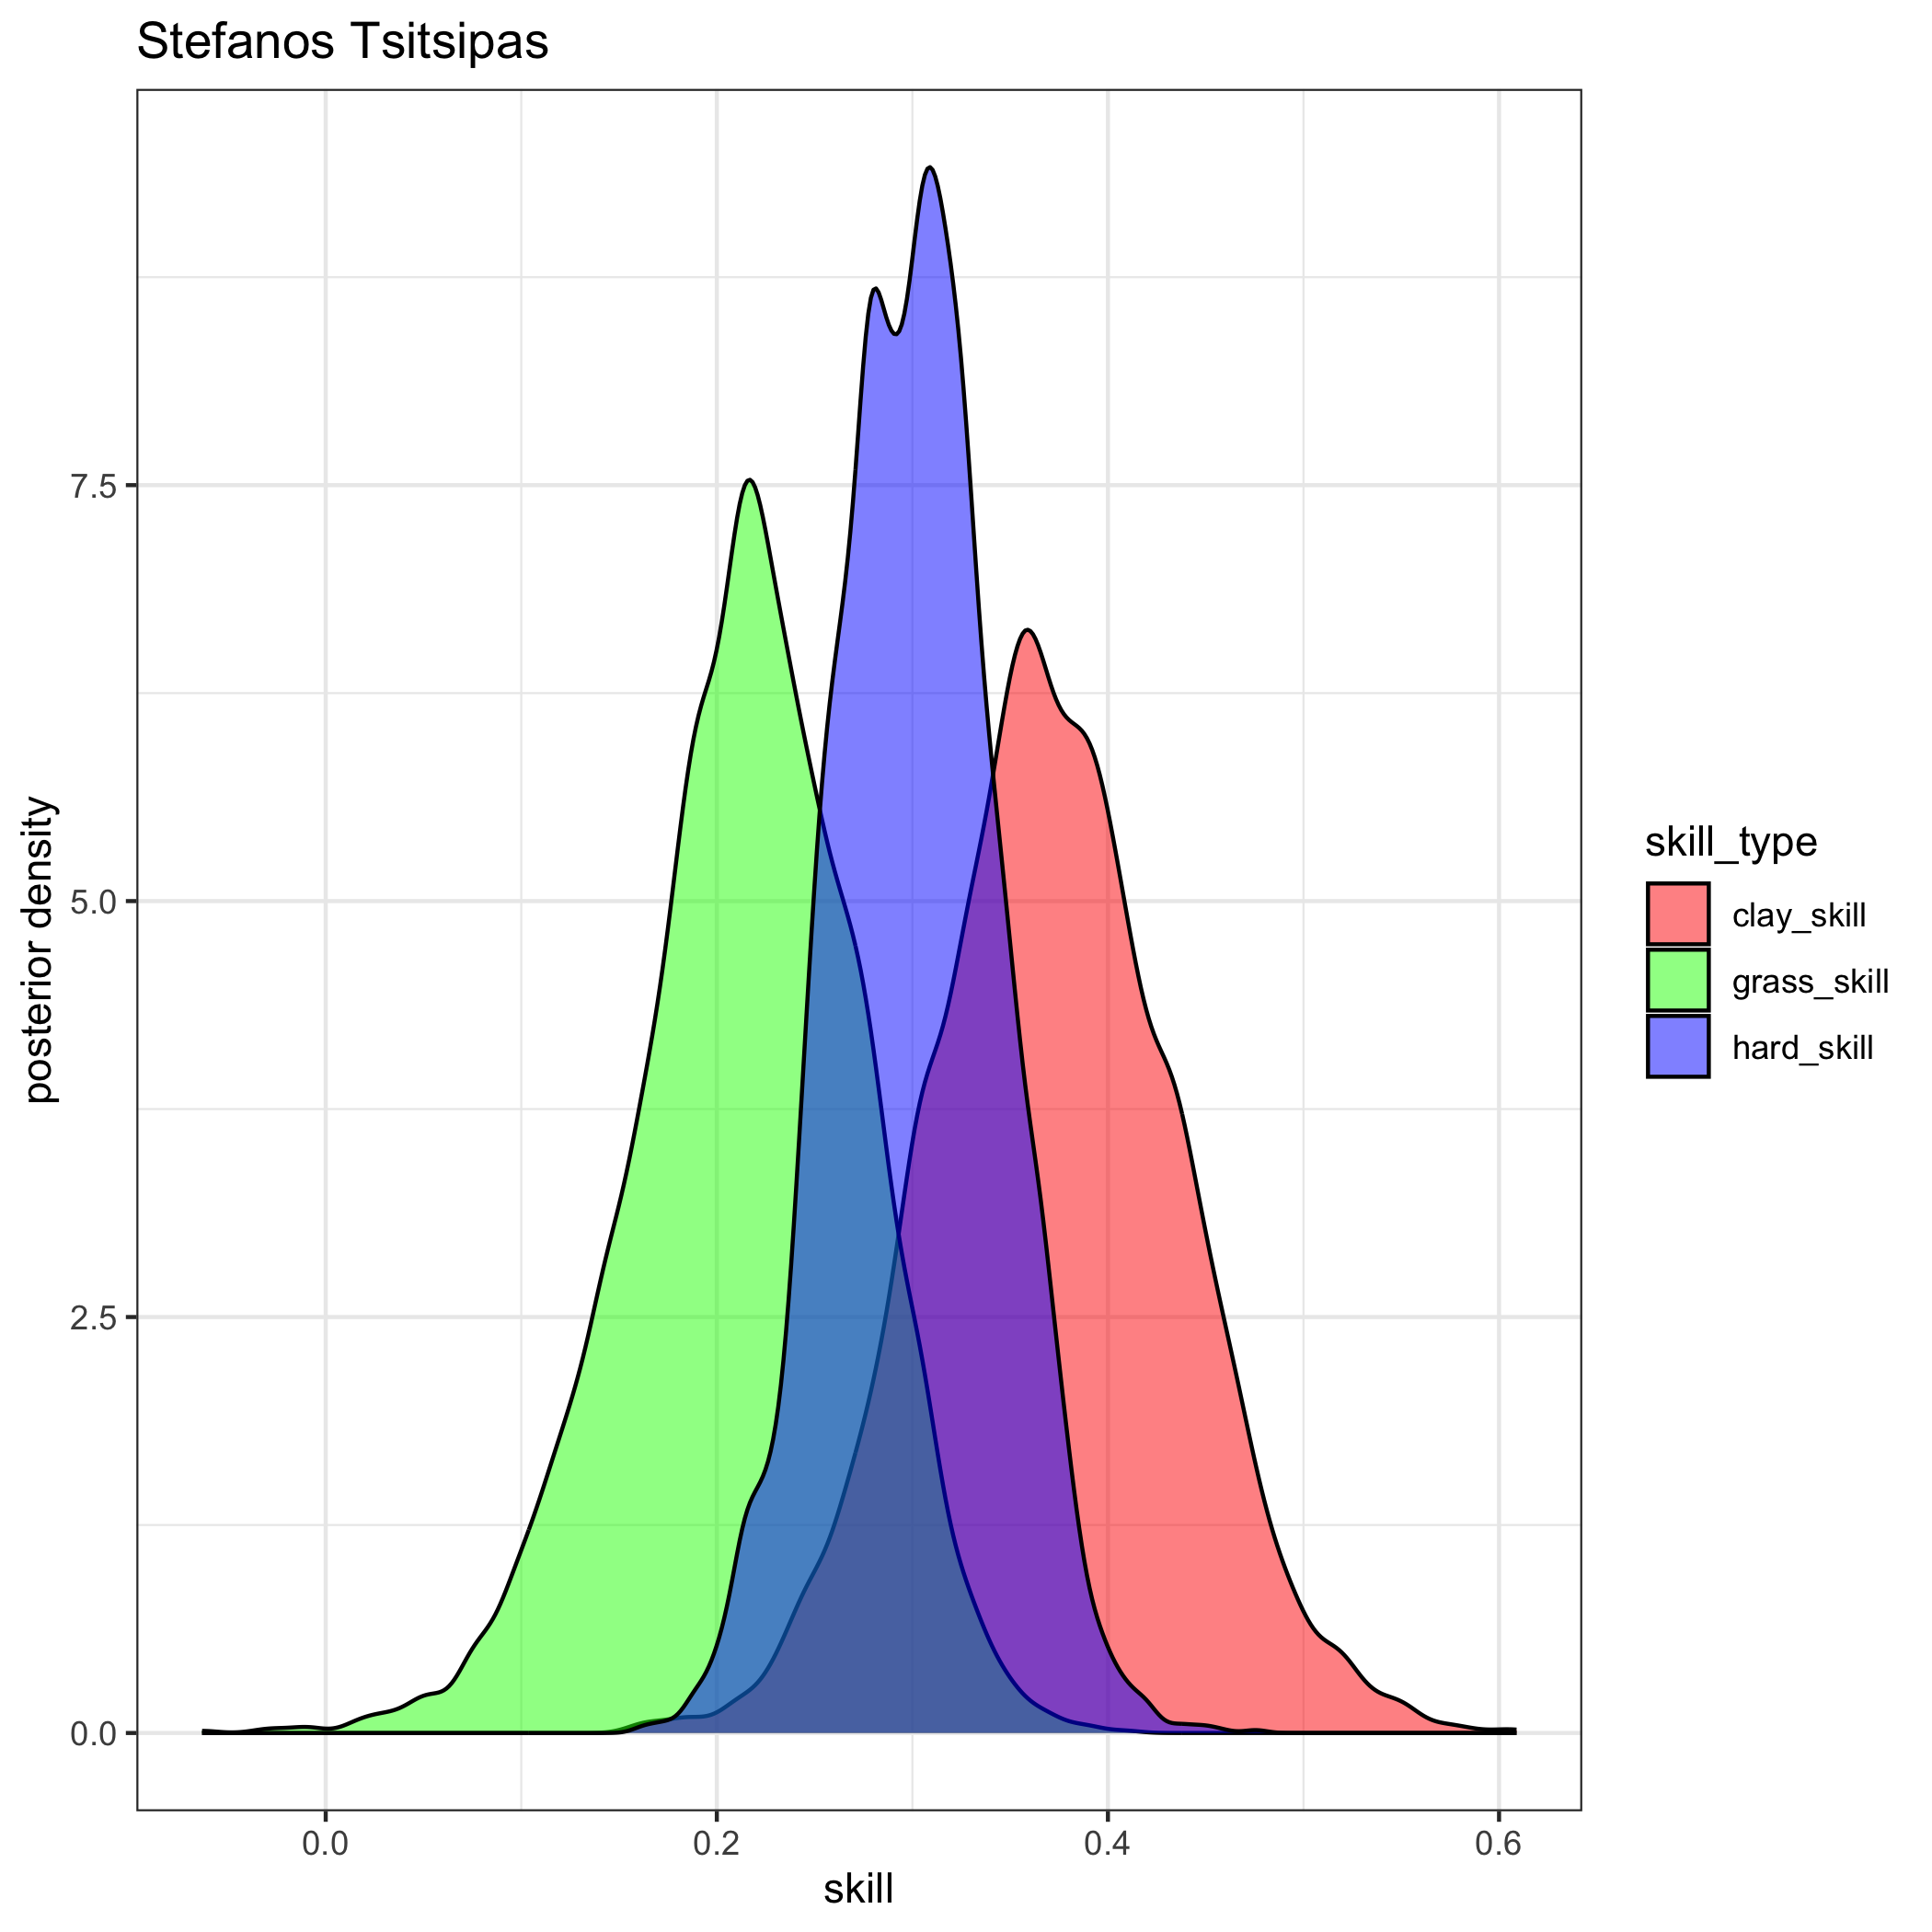 Stefanos Tsitsipas
posterior density
7.5
5.0
2.5
0.0
0.0
0.2
0.4
0.6
skill
skill_type
clay_skill
grass_skill
hard_skill